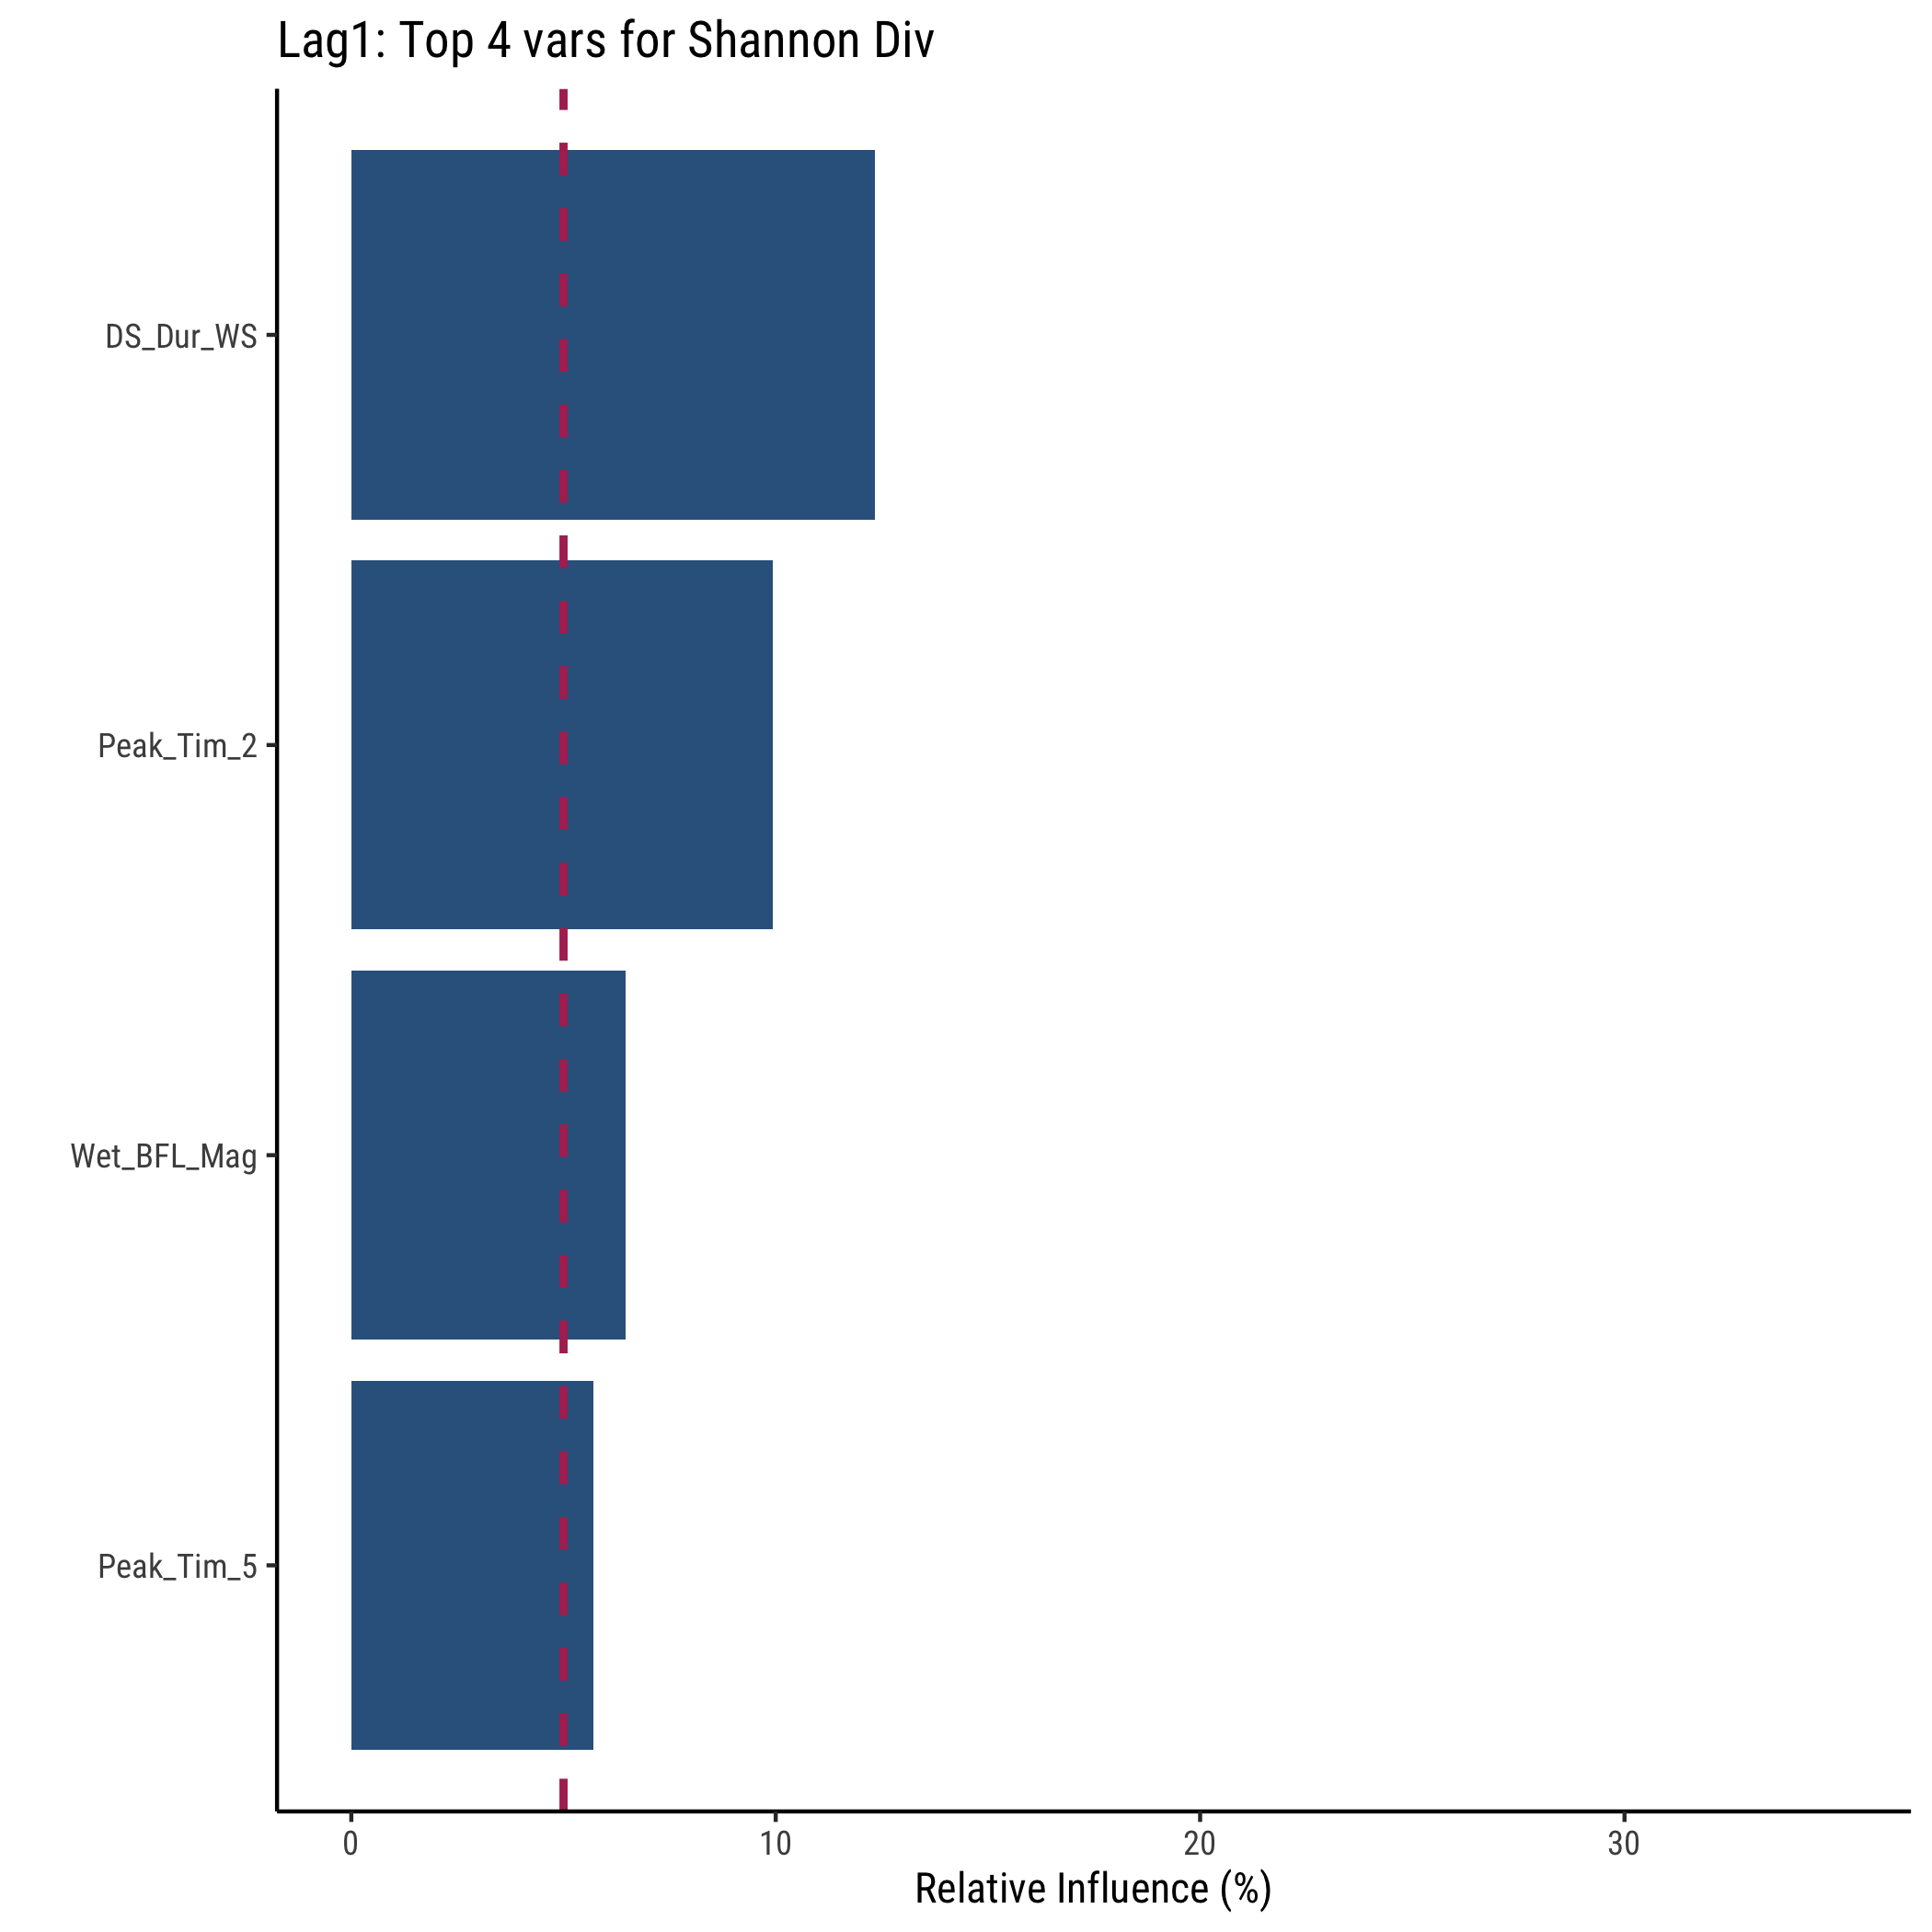 Lag1: Top 4 vars for Shannon Div
DS_Dur_WS
Peak_Tim_2
Wet_BFL_Mag
Peak_Tim_5
0 10 20 30
Relative Influence (%)